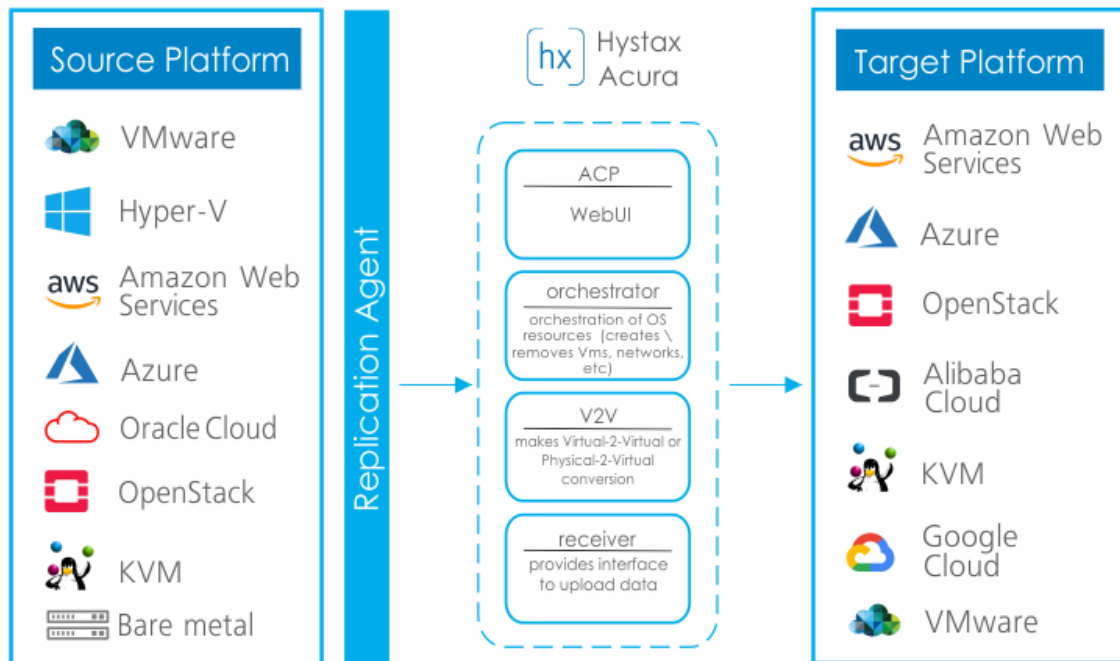 Source Platform
VMware
Hyper-V
aws
Amazon Web
Services
Azure
Oracle Cloud
OpenStack
KVM
Bare metal
Replication Agent
hx
Hystax
Acura
ACP
WebUI
orchestrator
orchestration of OS
resources (creates \
removes Vms, networks,
etc)
V2V
makes Virtual-2-Virtual or
Physical-2-Virtual
conversion
receiver
provides interface
to upload data
Target Platform
aws
Amazon Web
Services
Azure
OpenStack
Alibaba
Cloud
KVM
Google
Cloud
VMware